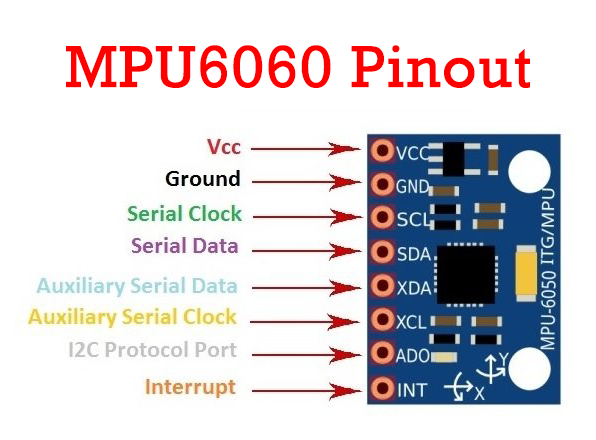 MPU6060 Pinout
Vcc
VCC
Ground
GND
Serial Clock
SCL
Serial Data
SDA
Auxiliary Serial Data
XDA
Auxiliary Serial Clock
XCL
I2C Protocol Port
ADO
Interrupt
INT
MPU-6050 ITG/MPU
Y
X